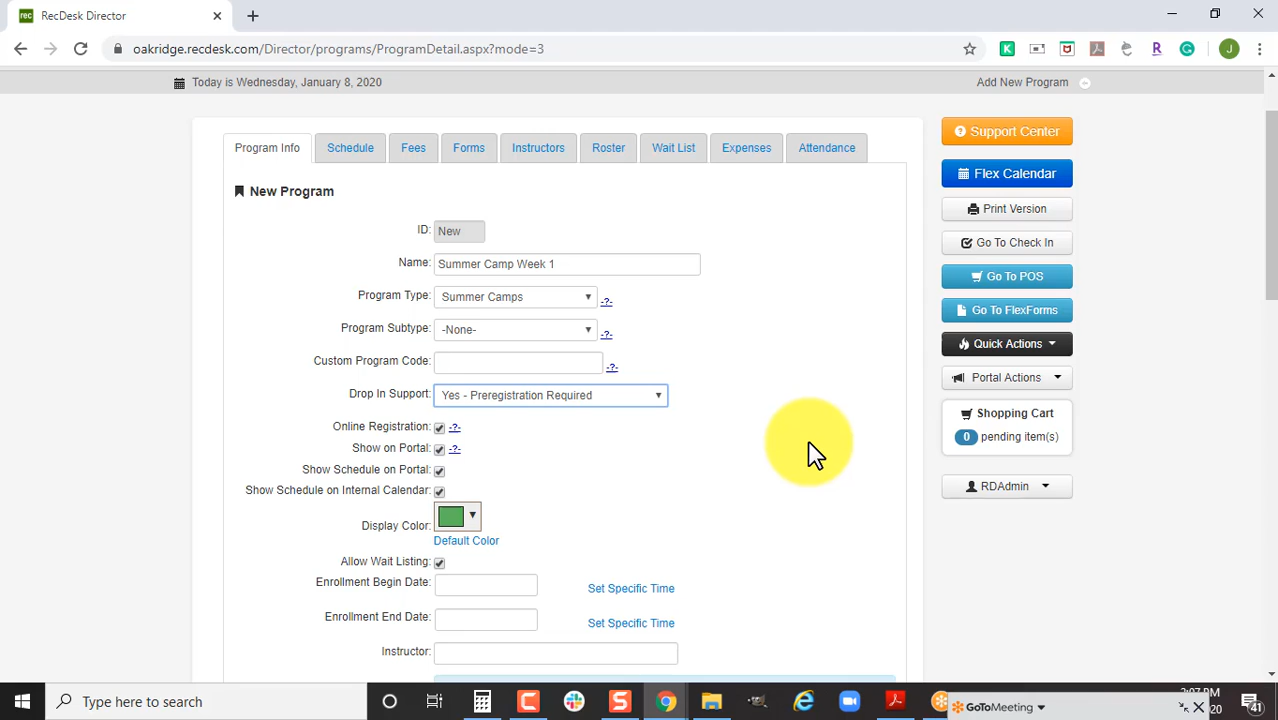 rec RecDesk Director
oakridge.recdesk.com/Director/programs/ProgramDetail.aspx?mode=3
Today is Wednesday, January 8, 2020 Add New Program
Program Info Schedule Fees Forms Instructors Roster Wait List Expenses Attendance
New Program
ID: New
Name: Summer Camp Week 1
Program Type: Summer Camps -?-
Program Subtype: -None- -?-
Custom Program Code: -?-
Drop In Support: Yes - Preregistration Required
Online Registration: -?-
Show on Portal: -?-
Show Schedule on Portal:
Show Schedule on Internal Calendar:
Display Color:
Default Color
Allow Wait Listing:
Enrollment Begin Date: Set Specific Time
Enrollment End Date: Set Specific Time
Instructor:
Support Center
Flex Calendar
Print Version
Go To Check In
Go To POS
Go To FlexForms
Quick Actions
Portal Actions
Shopping Cart
0 pending item(s)
RDAdmin
Type here to search
GoToMeeting
41